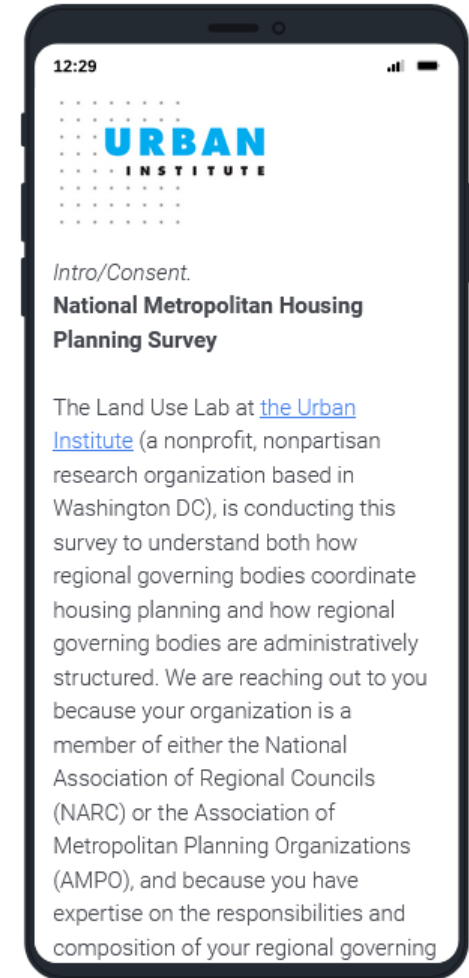 12:29
URBAN
INSTITUTE
Intro/Consent.
National Metropolitan Housing
Planning Survey
The Land Use Lab at the Urban
Institute (a nonprofit, nonpartisan
research organization based in
Washington DC), is conducting this
survey to understand both how
regional governing bodies coordinate
housing planning and how regional
governing bodies are administratively
structured. We are reaching out to you
because your organization is a
member of either the National
Association of Regional Councils
(NARC) or the Association of
Metropolitan Planning Organizations
(AMPO), and because you have
expertise on the responsibilities and
composition of your regional governing